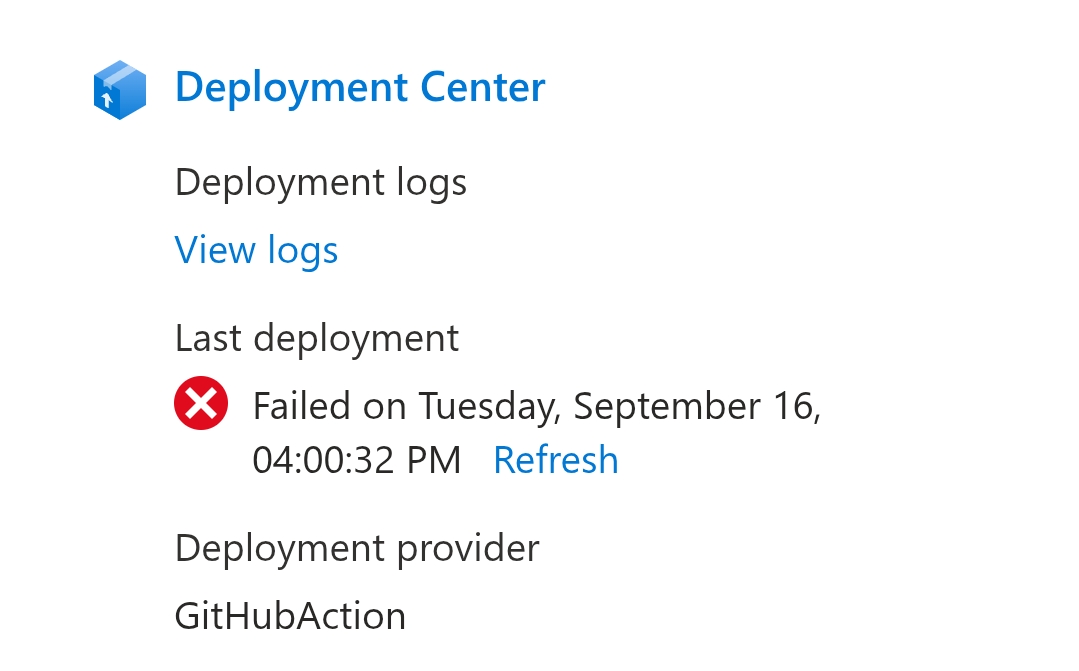 Deployment Center
Deployment logs
View logs
Last deployment
Failed on Tuesday, September 16,
04:00:32 PM Refresh
Deployment provider
GitHubAction